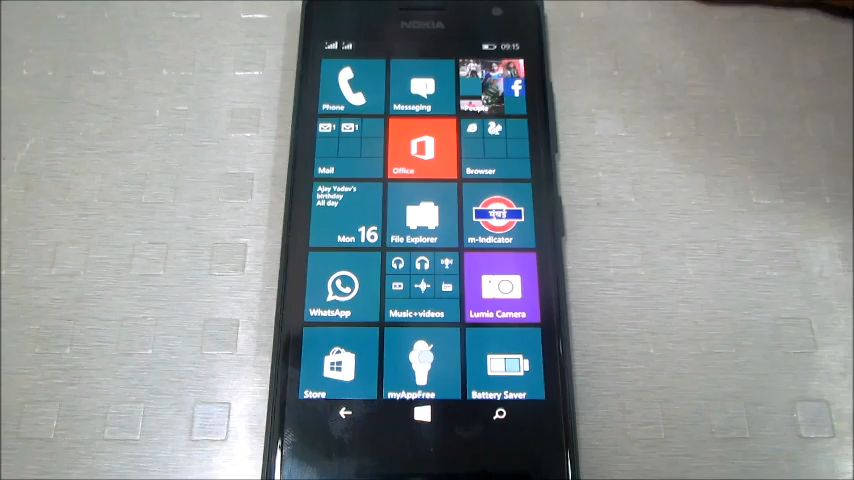 NOKIA
09:15
Phone
Messaging
People
Mail
Office
Browser
Ajay Yadav's
birthday
All day
Mon 16
File Explorer
मुंबई
m-Indicator
WhatsApp
Music+videos
Lumia Camera
Store
myAppFree
Battery Saver